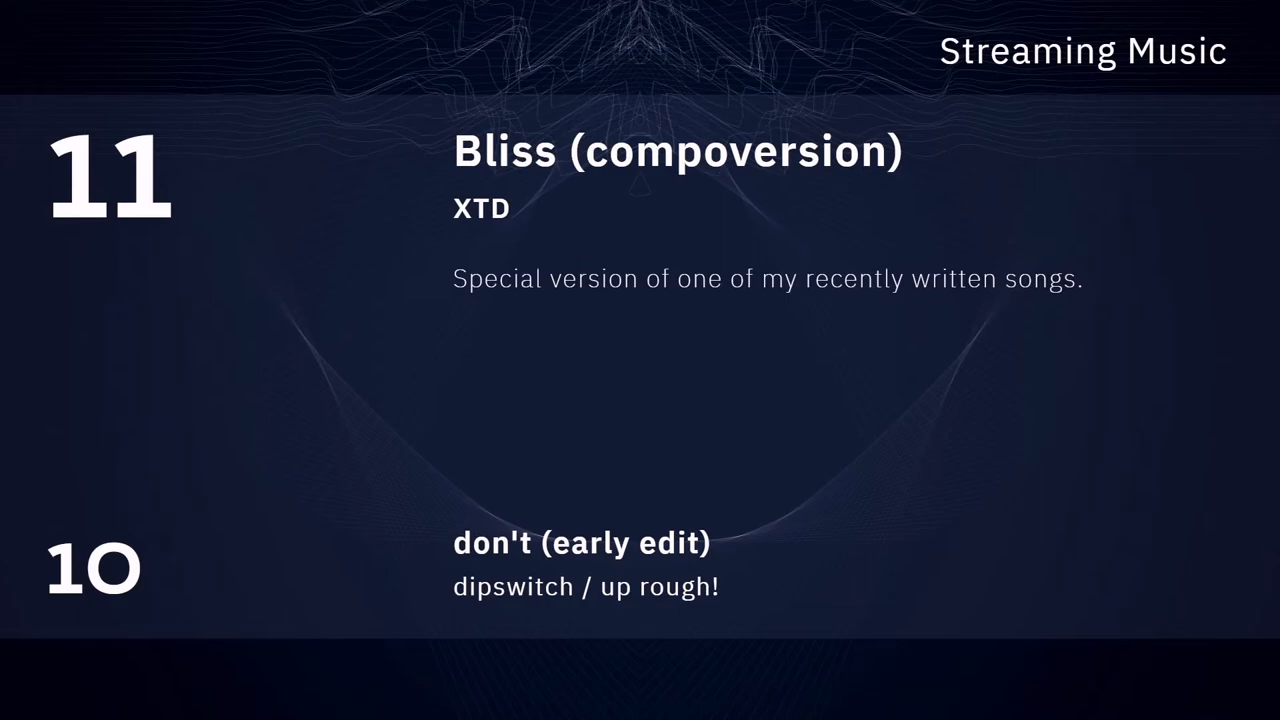 Streaming Music
11
Bliss (compoversion)
XTD
Special version of one of my recently written songs.
10
don't (early edit)
dipswitch / up rough!